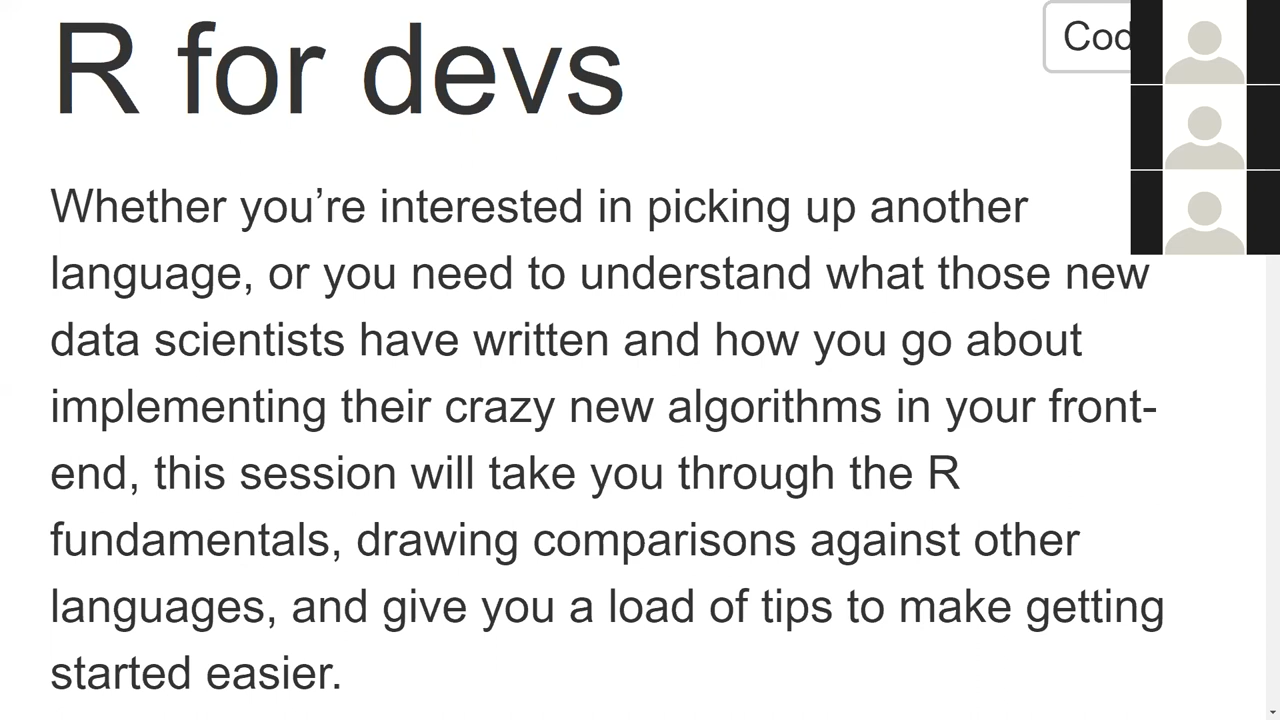 R for devs
Cod
Whether you’re interested in picking up another
language, or you need to understand what those new
data scientists have written and how you go about
implementing their crazy new algorithms in your front-
end, this session will take you through the R
fundamentals, drawing comparisons against other
languages, and give you a load of tips to make getting
started easier.